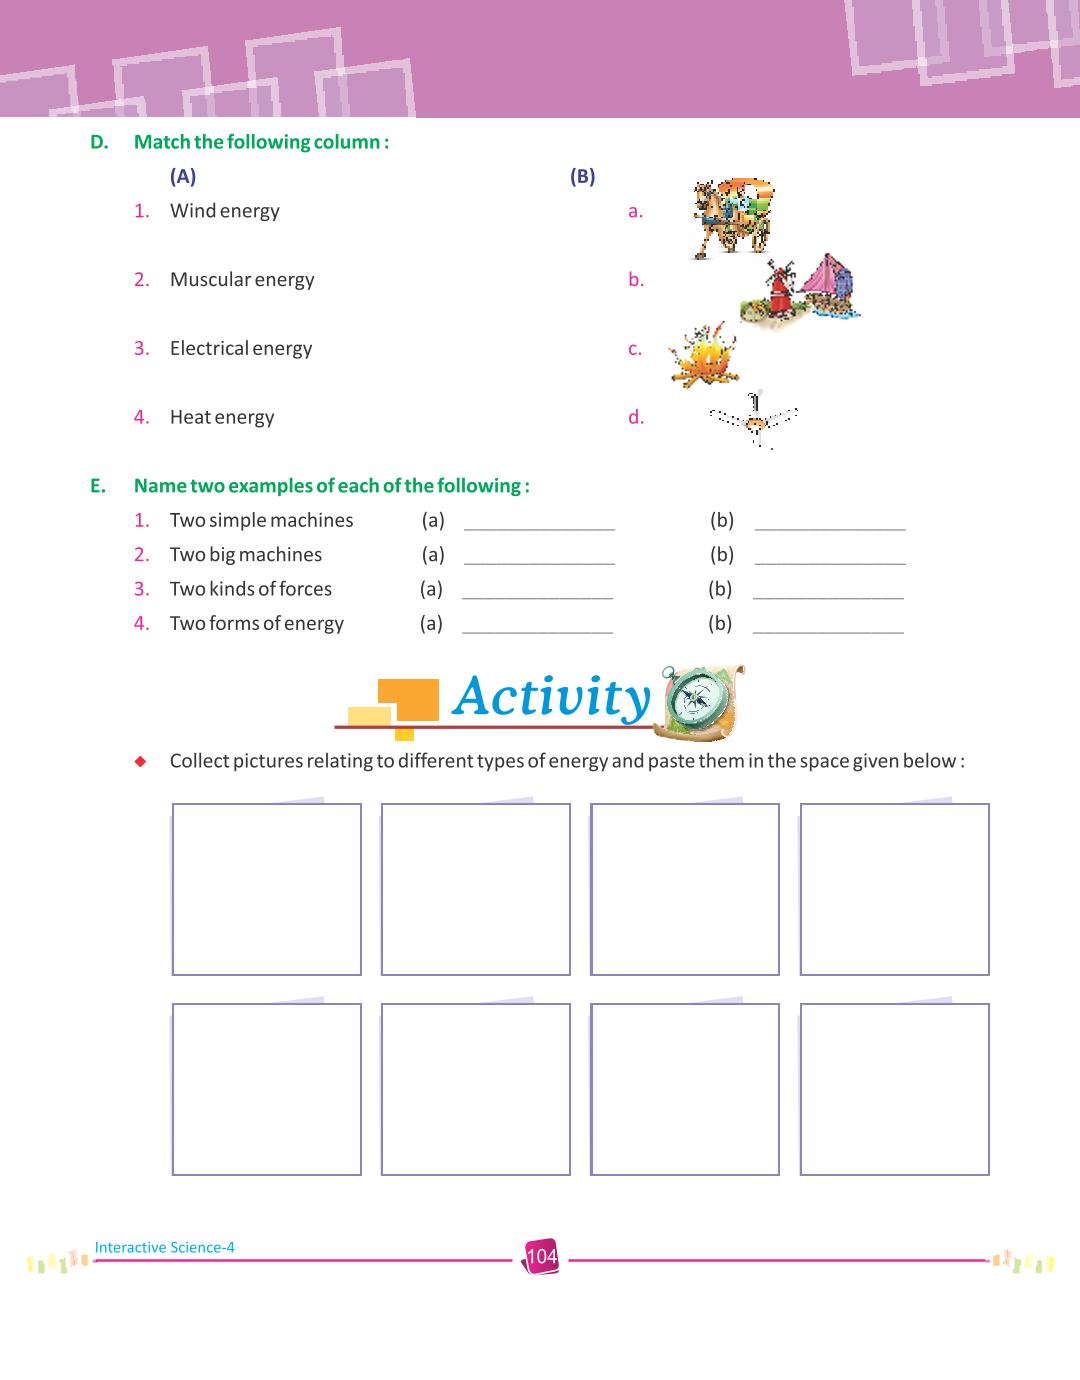 D. Match the following column :
(A) (B)
1. Wind energy a.
2. Muscular energy b.
3. Electrical energy c.
4. Heat energy d.
E. Name two examples of each of the following :
1. Two simple machines (a) ______________ (b) ______________
2. Two big machines (a) ______________ (b) ______________
3. Two kinds of forces (a) ______________ (b) ______________
4. Two forms of energy (a) ______________ (b) ______________
Activity
◆ Collect pictures relating to different types of energy and paste them in the space given below :
Interactive Science-4
104